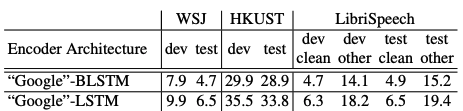 WSJ HKUST LibriSpeech
Encoder Architecture dev test dev test dev clean dev other test clean test other
“Google”-BLSTM 7.9 4.7 29.9 28.9 4.7 14.1 4.9 15.2
“Google”-LSTM 9.9 6.5 35.5 33.8 6.3 18.2 6.5 19.4